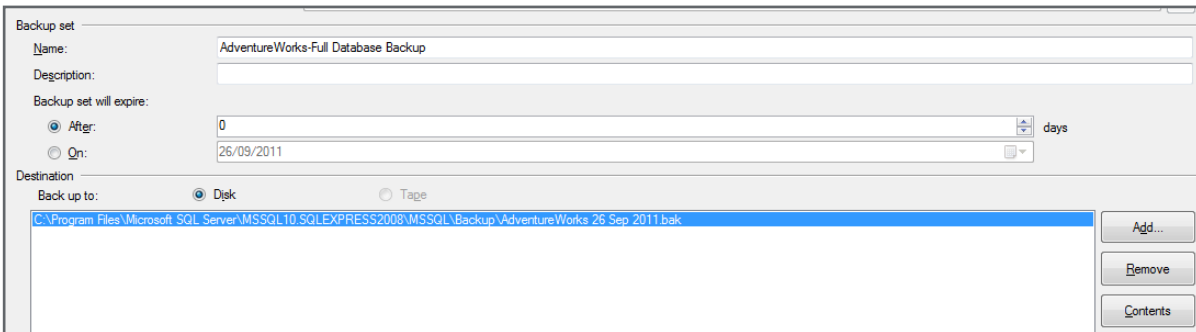 Backup set
Name: AdventureWorks-Full Database Backup
Description:
Backup set will expire:
After: 0 days
On: 26/09/2011
Destination
Back up to: Disk Tape
C:\Program Files\Microsoft SQL Server\MSSQL10.SQLEXPRESS2008\MSSQL\Backup\AdventureWorks 26 Sep 2011.bak
Add...
Remove
Contents